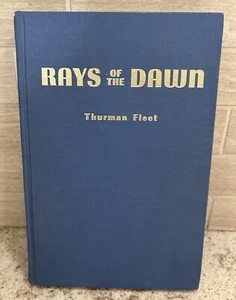 RAYS OF THE DAWN
Thurman Fleet